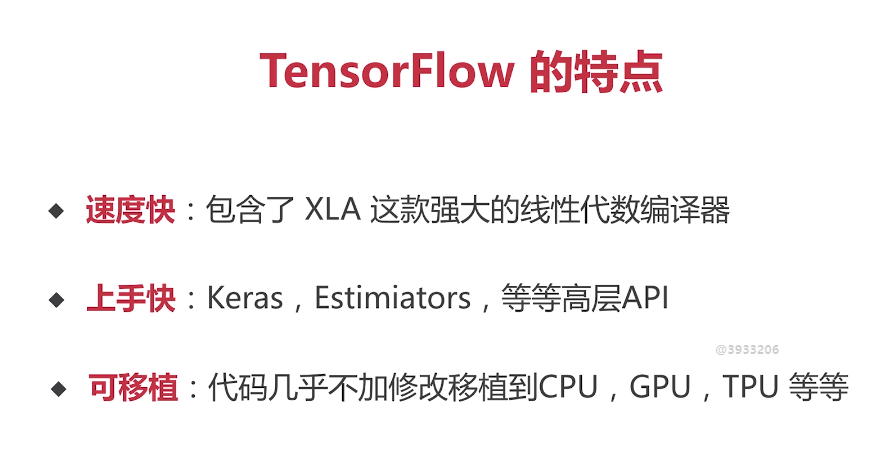 TensorFlow 的特点
◆ 速度快：包含了 XLA 这款强大的线性代数编译器
◆ 上手快：Keras，Estimiators，等等高层API
@3933206
◆ 可移植：代码几乎不加修改移植到CPU，GPU，TPU 等等